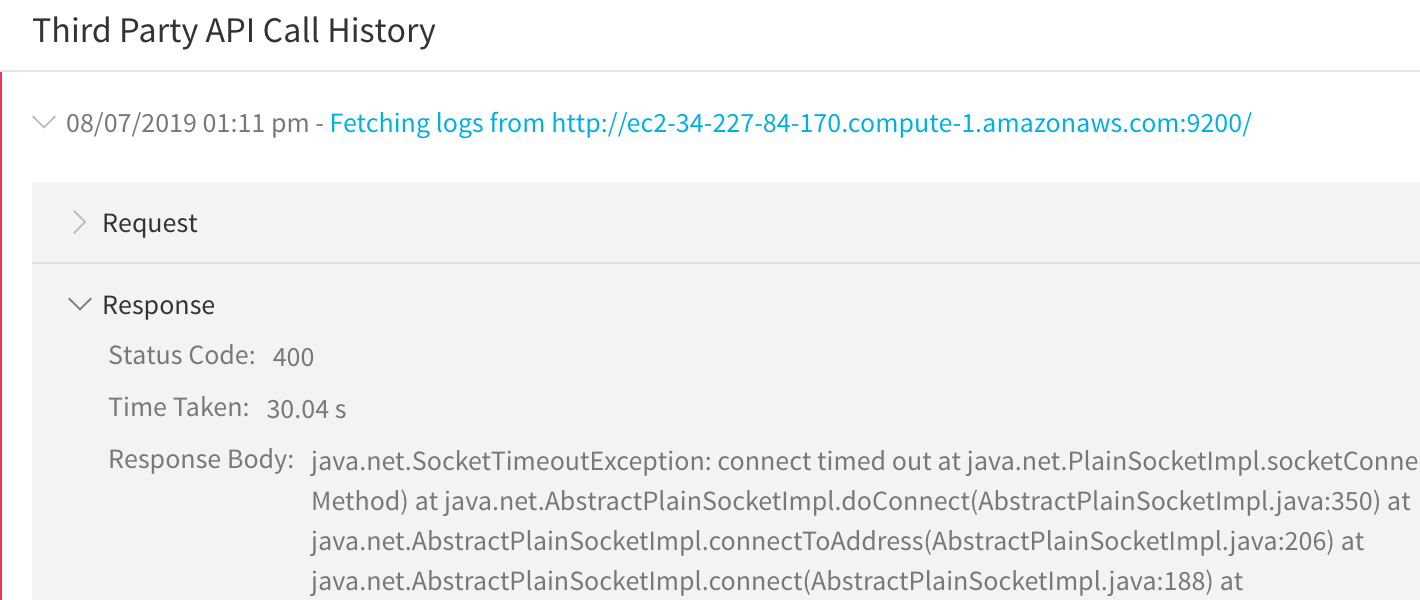 Third Party API Call History
08/07/2019 01:11 pm - Fetching logs from http://ec2-34-227-84-170.compute-1.amazonaws.com:9200/
Request
Response
Status Code: 400
Time Taken: 30.04 s
Response Body: java.net.SocketTimeoutException: connect timed out at java.net.PlainSocketImpl.socketConne
Method) at java.net.AbstractPlainSocketImpl.doConnect(AbstractPlainSocketImpl.java:350) at
java.net.AbstractPlainSocketImpl.connectToAddress(AbstractPlainSocketImpl.java:206) at
java.net.AbstractPlainSocketImpl.connect(AbstractPlainSocketImpl.java:188) at